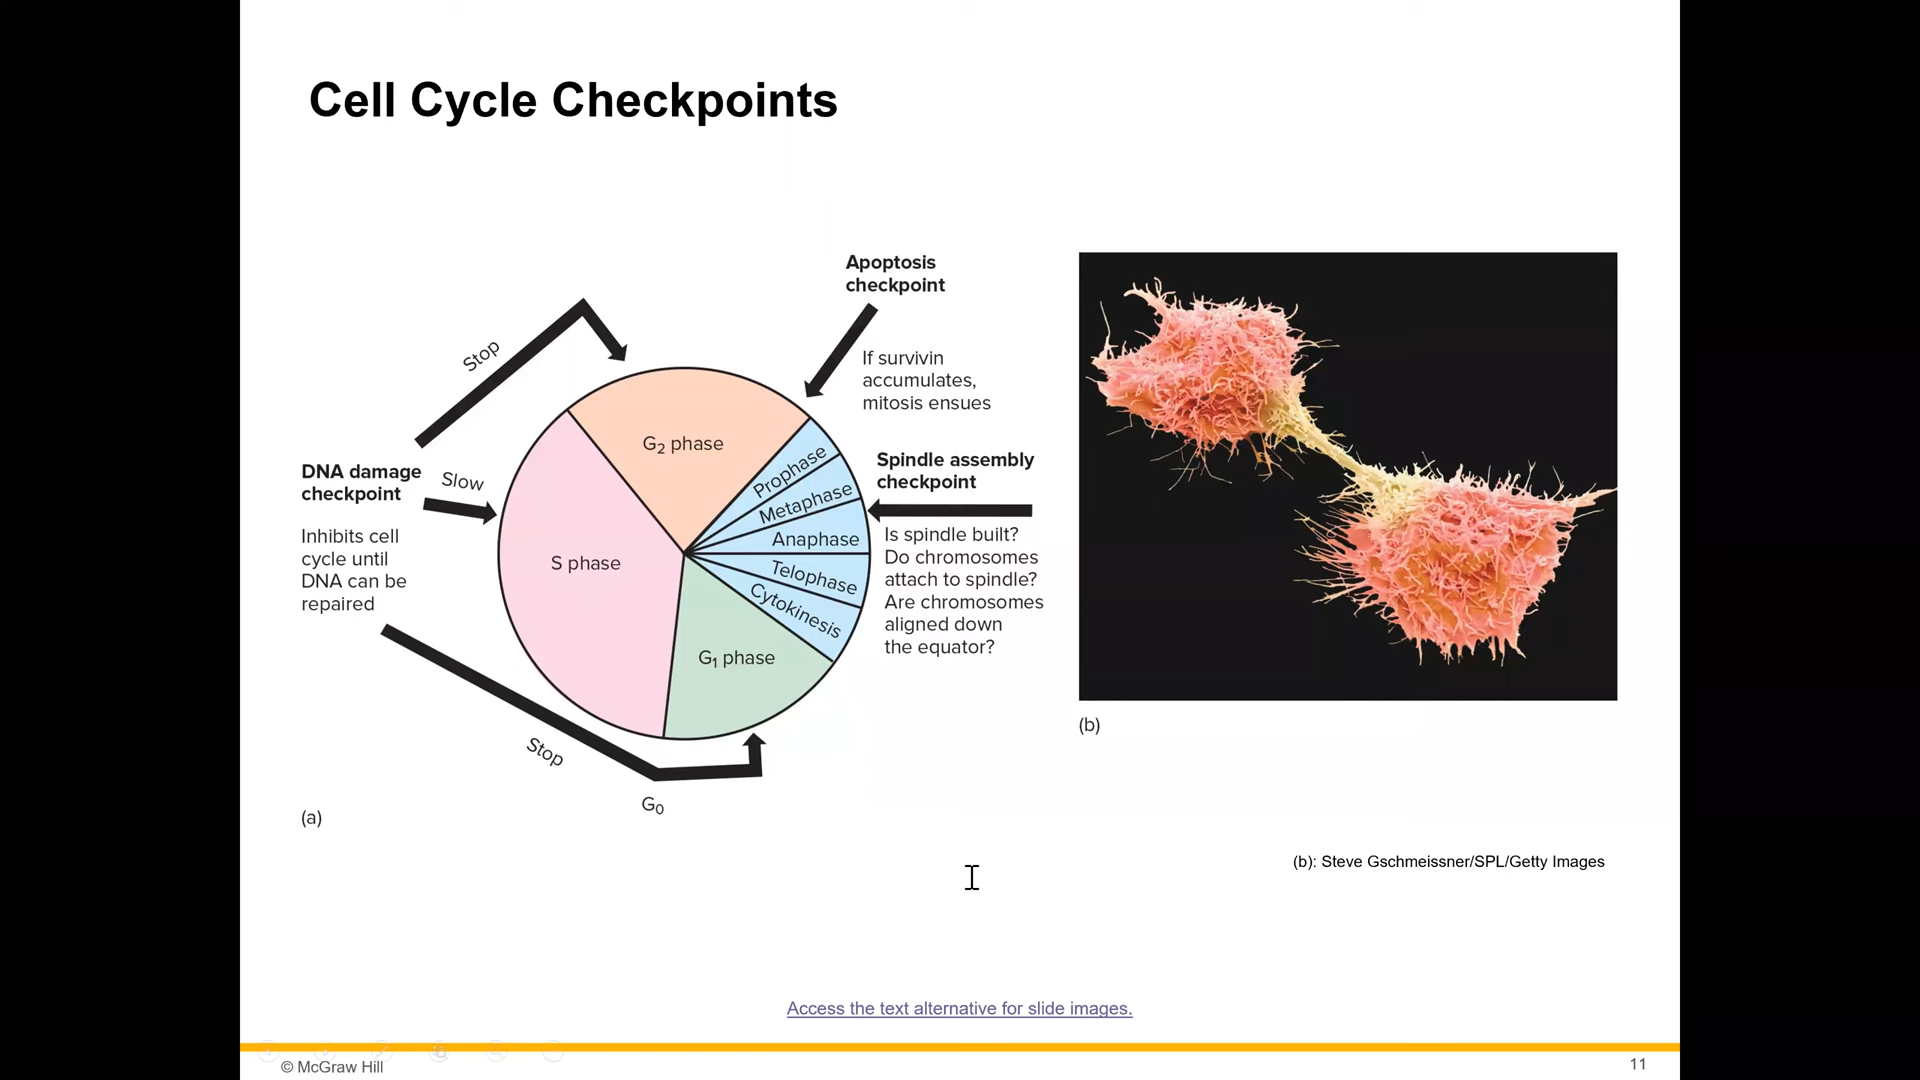 Cell Cycle Checkpoints
Apoptosis
checkpoint
If survivin
accumulates,
mitosis ensues
Stop
G₂ phase
DNA damage
checkpoint
Slow
Inhibits cell
cycle until
DNA can be
repaired
S phase
Prophase
Metaphase
Anaphase
Telophase
Cytokinesis
Spindle assembly
checkpoint
Is spindle built?
Do chromosomes
attach to spindle?
Are chromosomes
aligned down
the equator?
G₁ phase
Stop
G₀
(a)
(b)
(b): Steve Gschmeissner/SPL/Getty Images
Access the text alternative for slide images.
© McGraw Hill
11